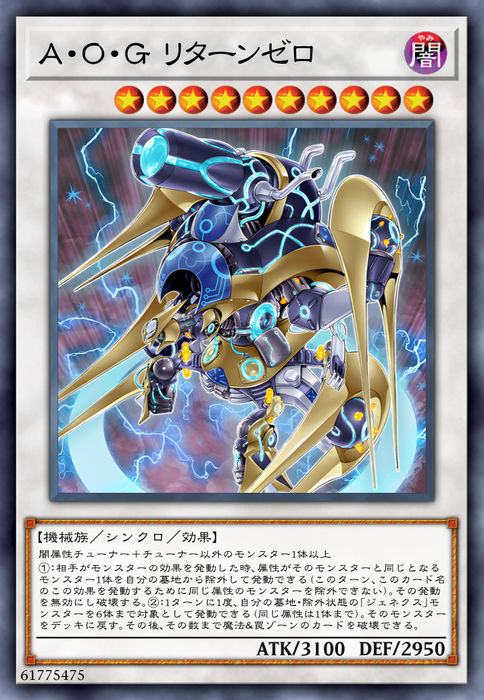 A・O・G リターンゼロ
やみ
闇
【機械族／シンクロ／効果】
闇属性チューナー＋チューナー以外のモンスター1体以上
①：相手がモンスターの効果を発動した時、属性がそのモンスターと同じとなる
モンスター1体を自分の墓地から除外して発動できる（このターン、このカード名
のこの効果を発動するために同じ属性のモンスターを除外できない）。その発動
を無効にし破壊する。②：1ターンに1度、自分の墓地・除外状態の「ジェネクス」モ
ンスターを6体まで対象として発動できる（同じ属性は1体まで）。そのモンスター
をデッキに戻す。その後、その数まで魔法＆罠ゾーンのカードを破壊できる。
ATK/3100 DEF/2950
61775475